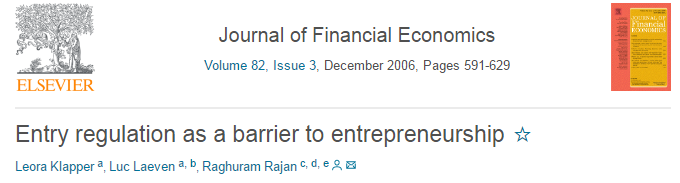 Journal of Financial Economics
Volume 82, Issue 3, December 2006, Pages 591-629
ELSEVIER
JOURNAL OF
FINANCIAL
ECONOMICS
Entry regulation as a barrier to entrepreneurship ☆
Leora Klapper a, Luc Laeven a, b, Raghuram Rajan c, d, e